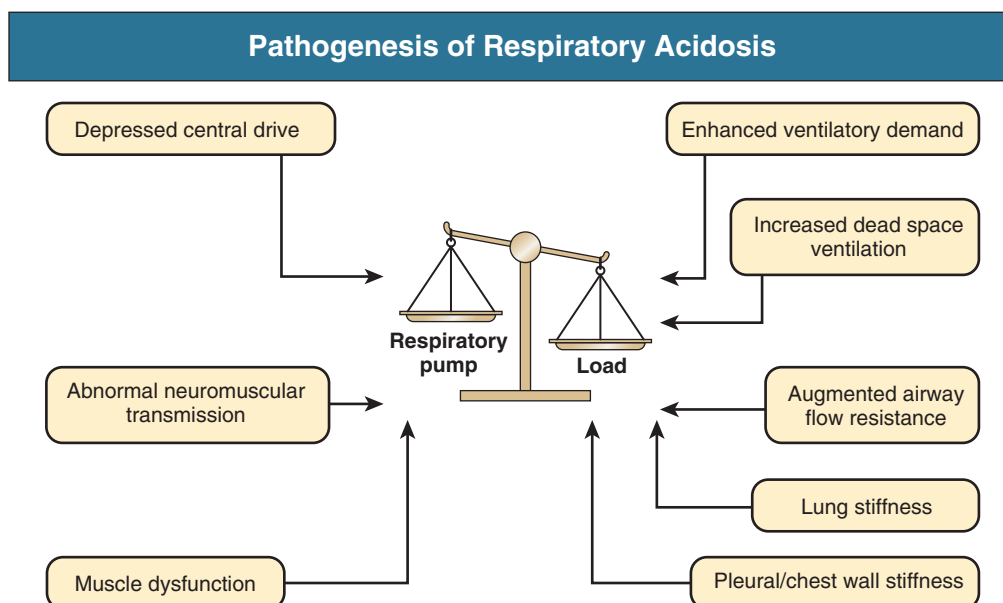 Pathogenesis of Respiratory Acidosis
Depressed central drive
Enhanced ventilatory demand
Increased dead space
ventilation
Respiratory
pump
Load
Abnormal neuromuscular
transmission
Augmented airway
flow resistance
Lung stiffness
Muscle dysfunction
Pleural/chest wall stiffness